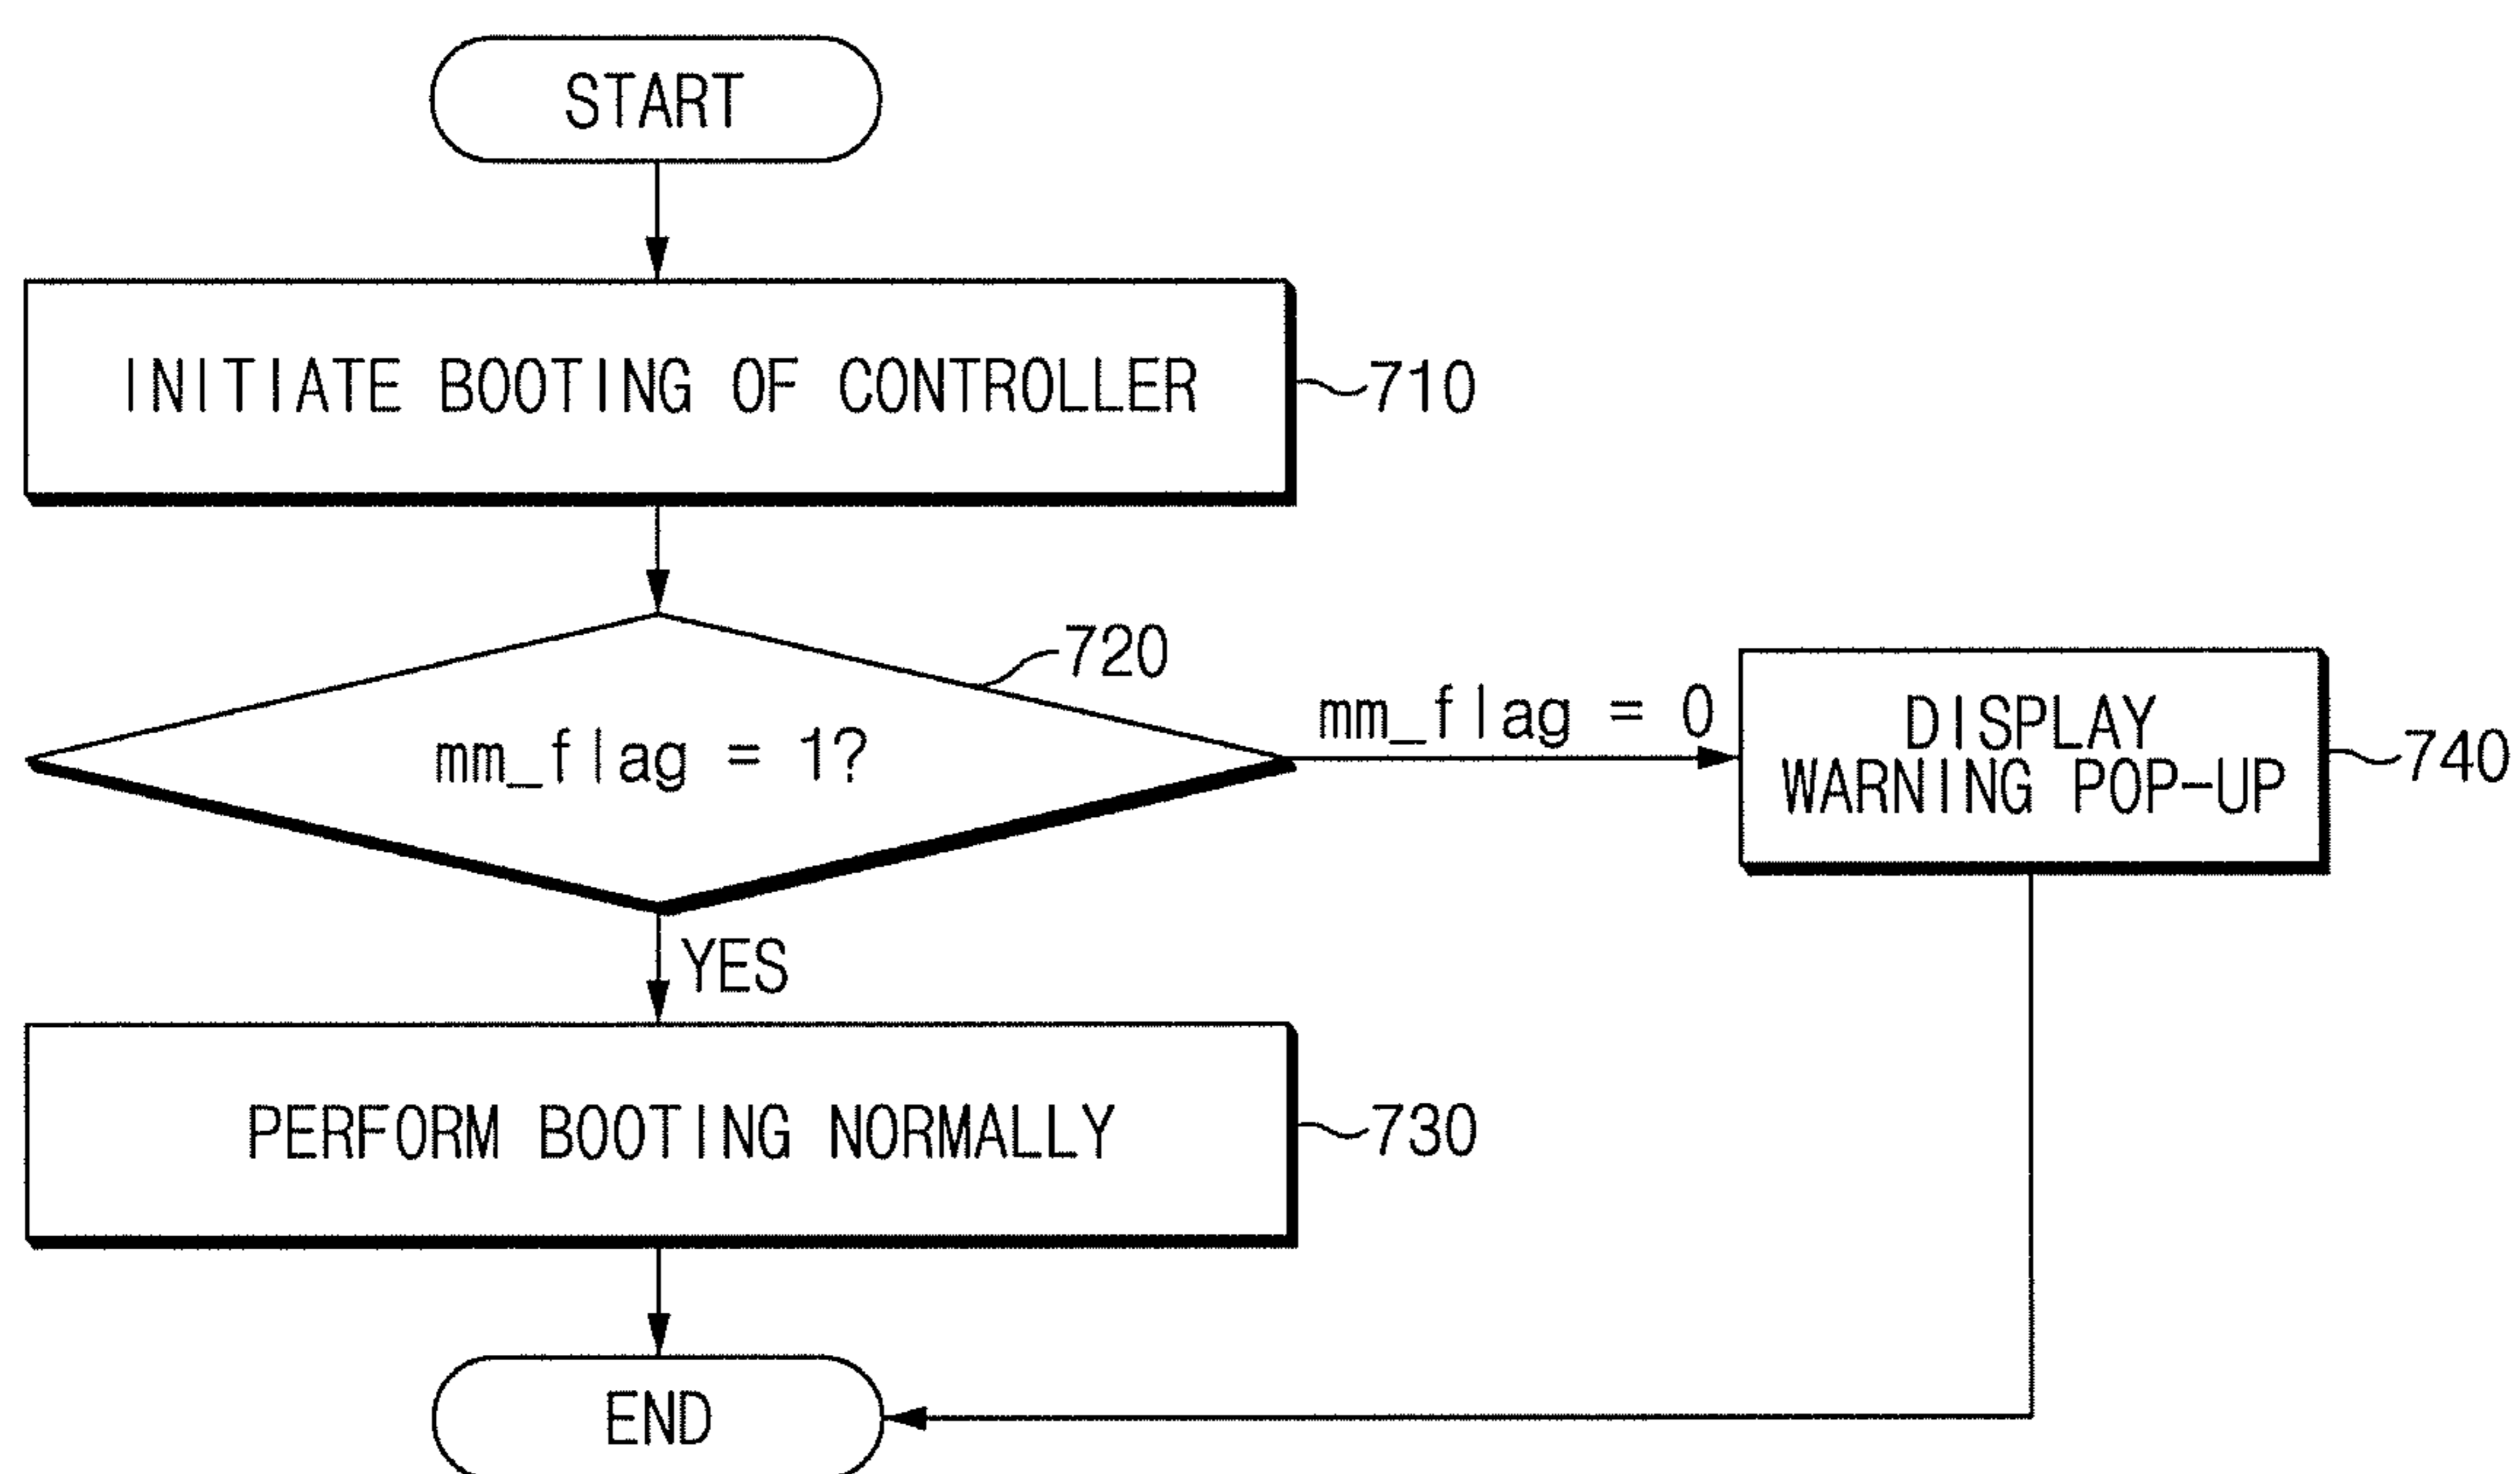 START
INITIATE BOOTING OF CONTROLLER
710
720
mm_flag = 1?
mm_flag = 0
DISPLAY
WARNING POP-UP
740
YES
PERFORM BOOTING NORMALLY
730
END